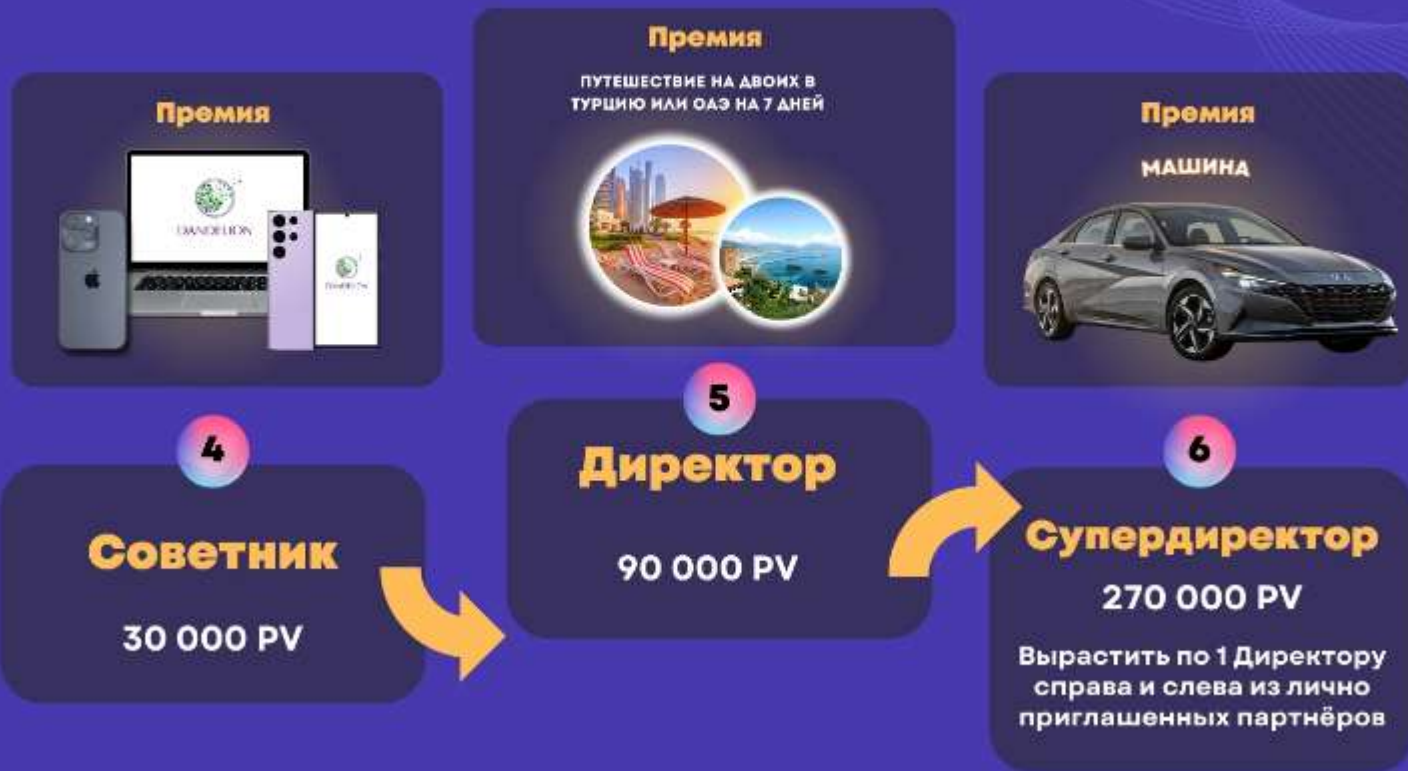 Премия
DANDELION
4
Советник
30 000 PV
Премия
ПУТЕШЕСТВИЕ НА ДВОИХ В
ТУРЦИЮ ИЛИ ОАЭ НА 7 ДНЕЙ
5
Директор
90 000 PV
Премия
МАШИНА
6
Супердиректор
270 000 PV
Вырастить по 1 Директору
справа и слева из лично
приглашенных партнёров